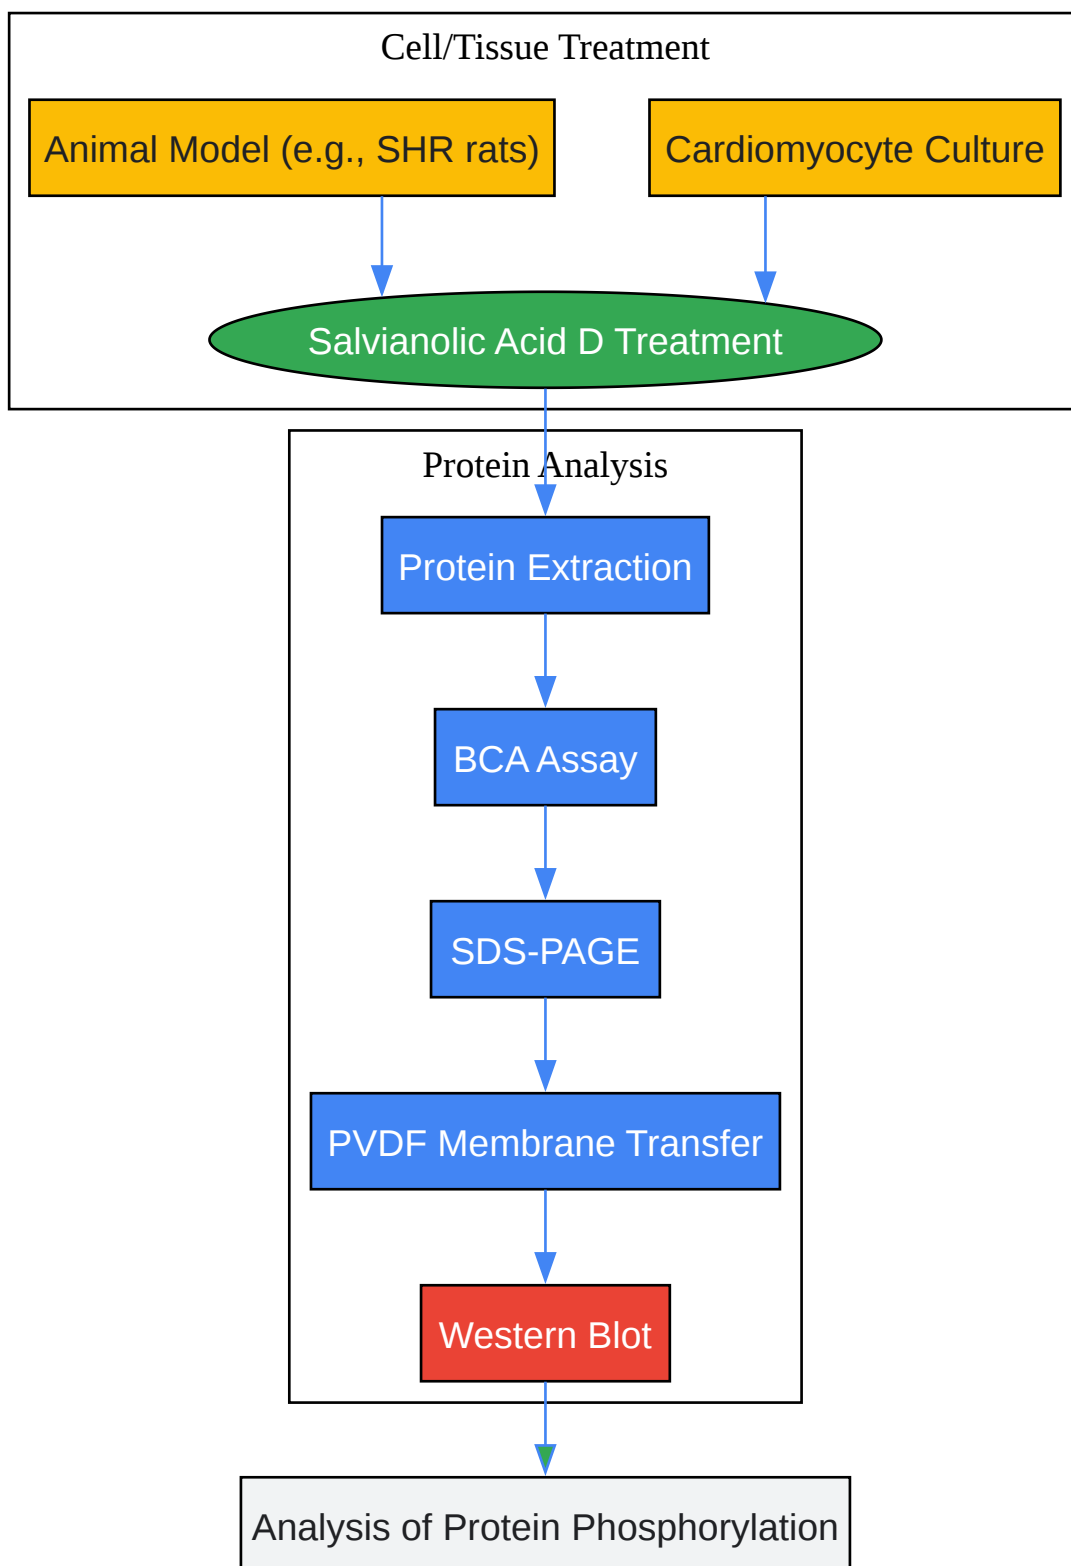 Cell/Tissue Treatment
Animal Model (e.g., SHR rats)
Cardiomyocyte Culture
Salvianolic Acid D Treatment
Protein Analysis
Protein Extraction
BCA Assay
SDS-PAGE
PVDF Membrane Transfer
Western Blot
Analysis of Protein Phosphorylation